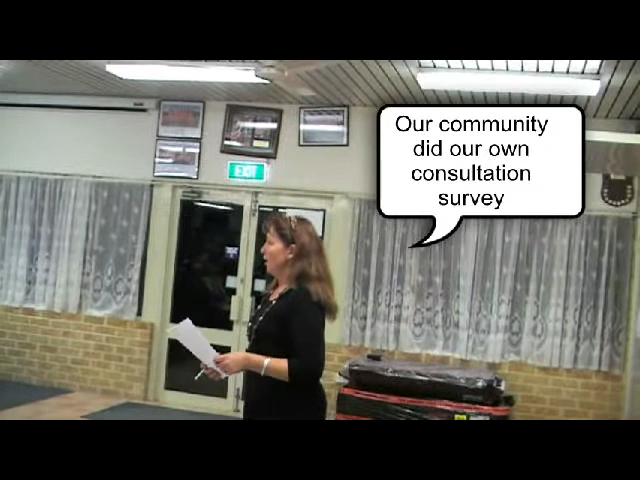 Our community
did our own
consultation
survey
EXIT